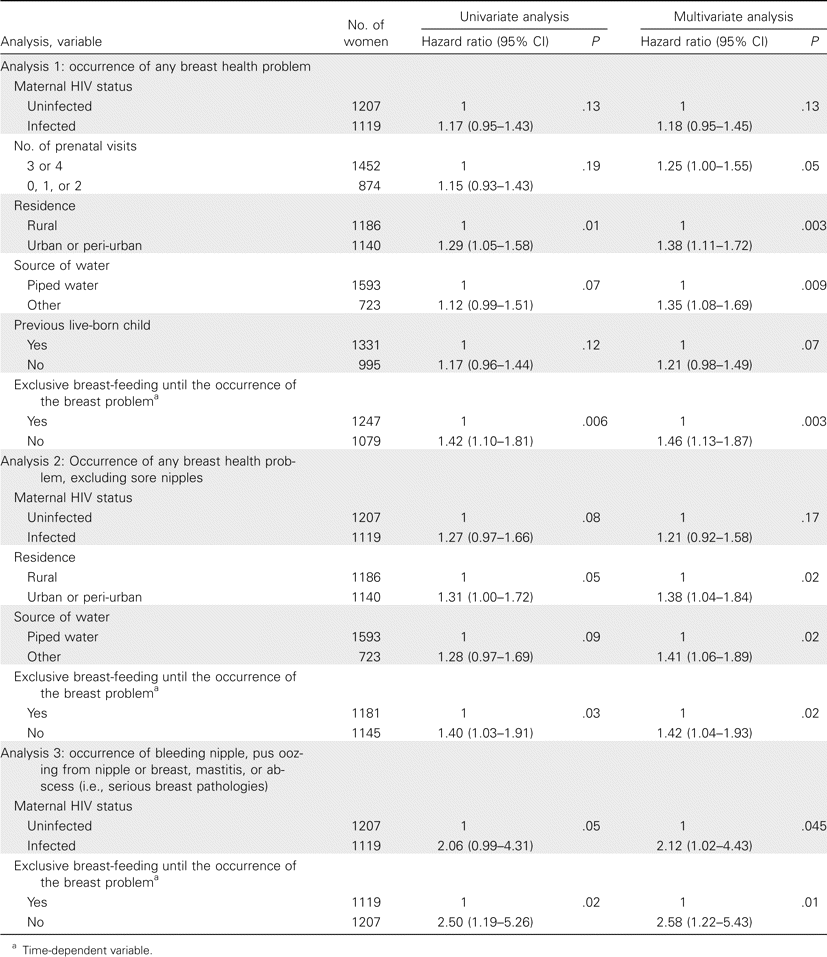 No. of women Univariate analysis Multivariate analysis
Analysis, variable Hazard ratio (95% CI) P Hazard ratio (95% CI) P
Analysis 1: occurrence of any breast health problem
Maternal HIV status
Uninfected 1207 1 .13 1 .13
Infected 1119 1.17 (0.95–1.43) 1.18 (0.95–1.45)
No. of prenatal visits
3 or 4 1452 1 .19 1.25 (1.00–1.55) .05
0, 1, or 2 874 1.15 (0.93–1.43)
Residence
Rural 1186 1 .01 1 .003
Urban or peri-urban 1140 1.29 (1.05–1.58) 1.38 (1.11–1.72)
Source of water
Piped water 1593 1 .07 1 .009
Other 723 1.12 (0.99–1.51) 1.35 (1.08–1.69)
Previous live-born child
Yes 1331 1 .12 1 .07
No 995 1.17 (0.96–1.44) 1.21 (0.98–1.49)
Exclusive breast-feeding until the occurrence of
the breast problemᵃ
Yes 1247 1 .006 1 .003
No 1079 1.42 (1.10–1.81) 1.46 (1.13–1.87)
Analysis 2: Occurrence of any breast health prob-
lem, excluding sore nipples
Maternal HIV status
Uninfected 1207 1 .08 1 .17
Infected 1119 1.27 (0.97–1.66) 1.21 (0.92–1.58)
Residence
Rural 1186 1 .05 1 .02
Urban or peri-urban 1140 1.31 (1.00–1.72) 1.38 (1.04–1.84)
Source of water
Piped water 1593 1 .09 1 .02
Other 723 1.28 (0.97–1.69) 1.41 (1.06–1.89)
Exclusive breast-feeding until the occurrence of
the breast problemᵃ
Yes 1181 1 .03 1 .02
No 1145 1.40 (1.03–1.91) 1.42 (1.04–1.93)
Analysis 3: occurrence of bleeding nipple, pus ooz-
ing from nipple or breast, mastitis, or ab-
scess (i.e., serious breast pathologies)
Maternal HIV status
Uninfected 1207 1 .05 1 .045
Infected 1119 2.06 (0.99–4.31) 2.12 (1.02–4.43)
Exclusive breast-feeding until the occurrence of
the breast problemᵃ
Yes 1119 1 .02 1 .01
No 1207 2.50 (1.19–5.26) 2.58 (1.22–5.43)
ᵃ Time-dependent variable.